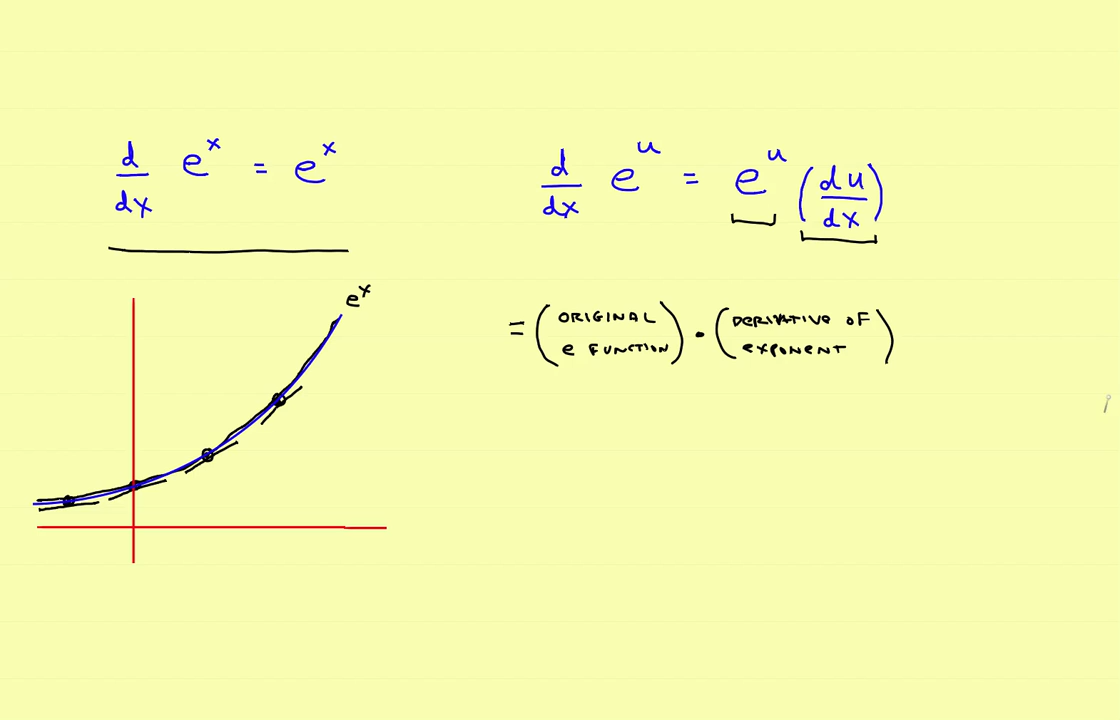 d/dx e^x = e^x
d/dx e^u = e^u (du/dx)
e^x
= (ORIGINAL e FUNCTION) • (DERIVATIVE OF EXPONENT)